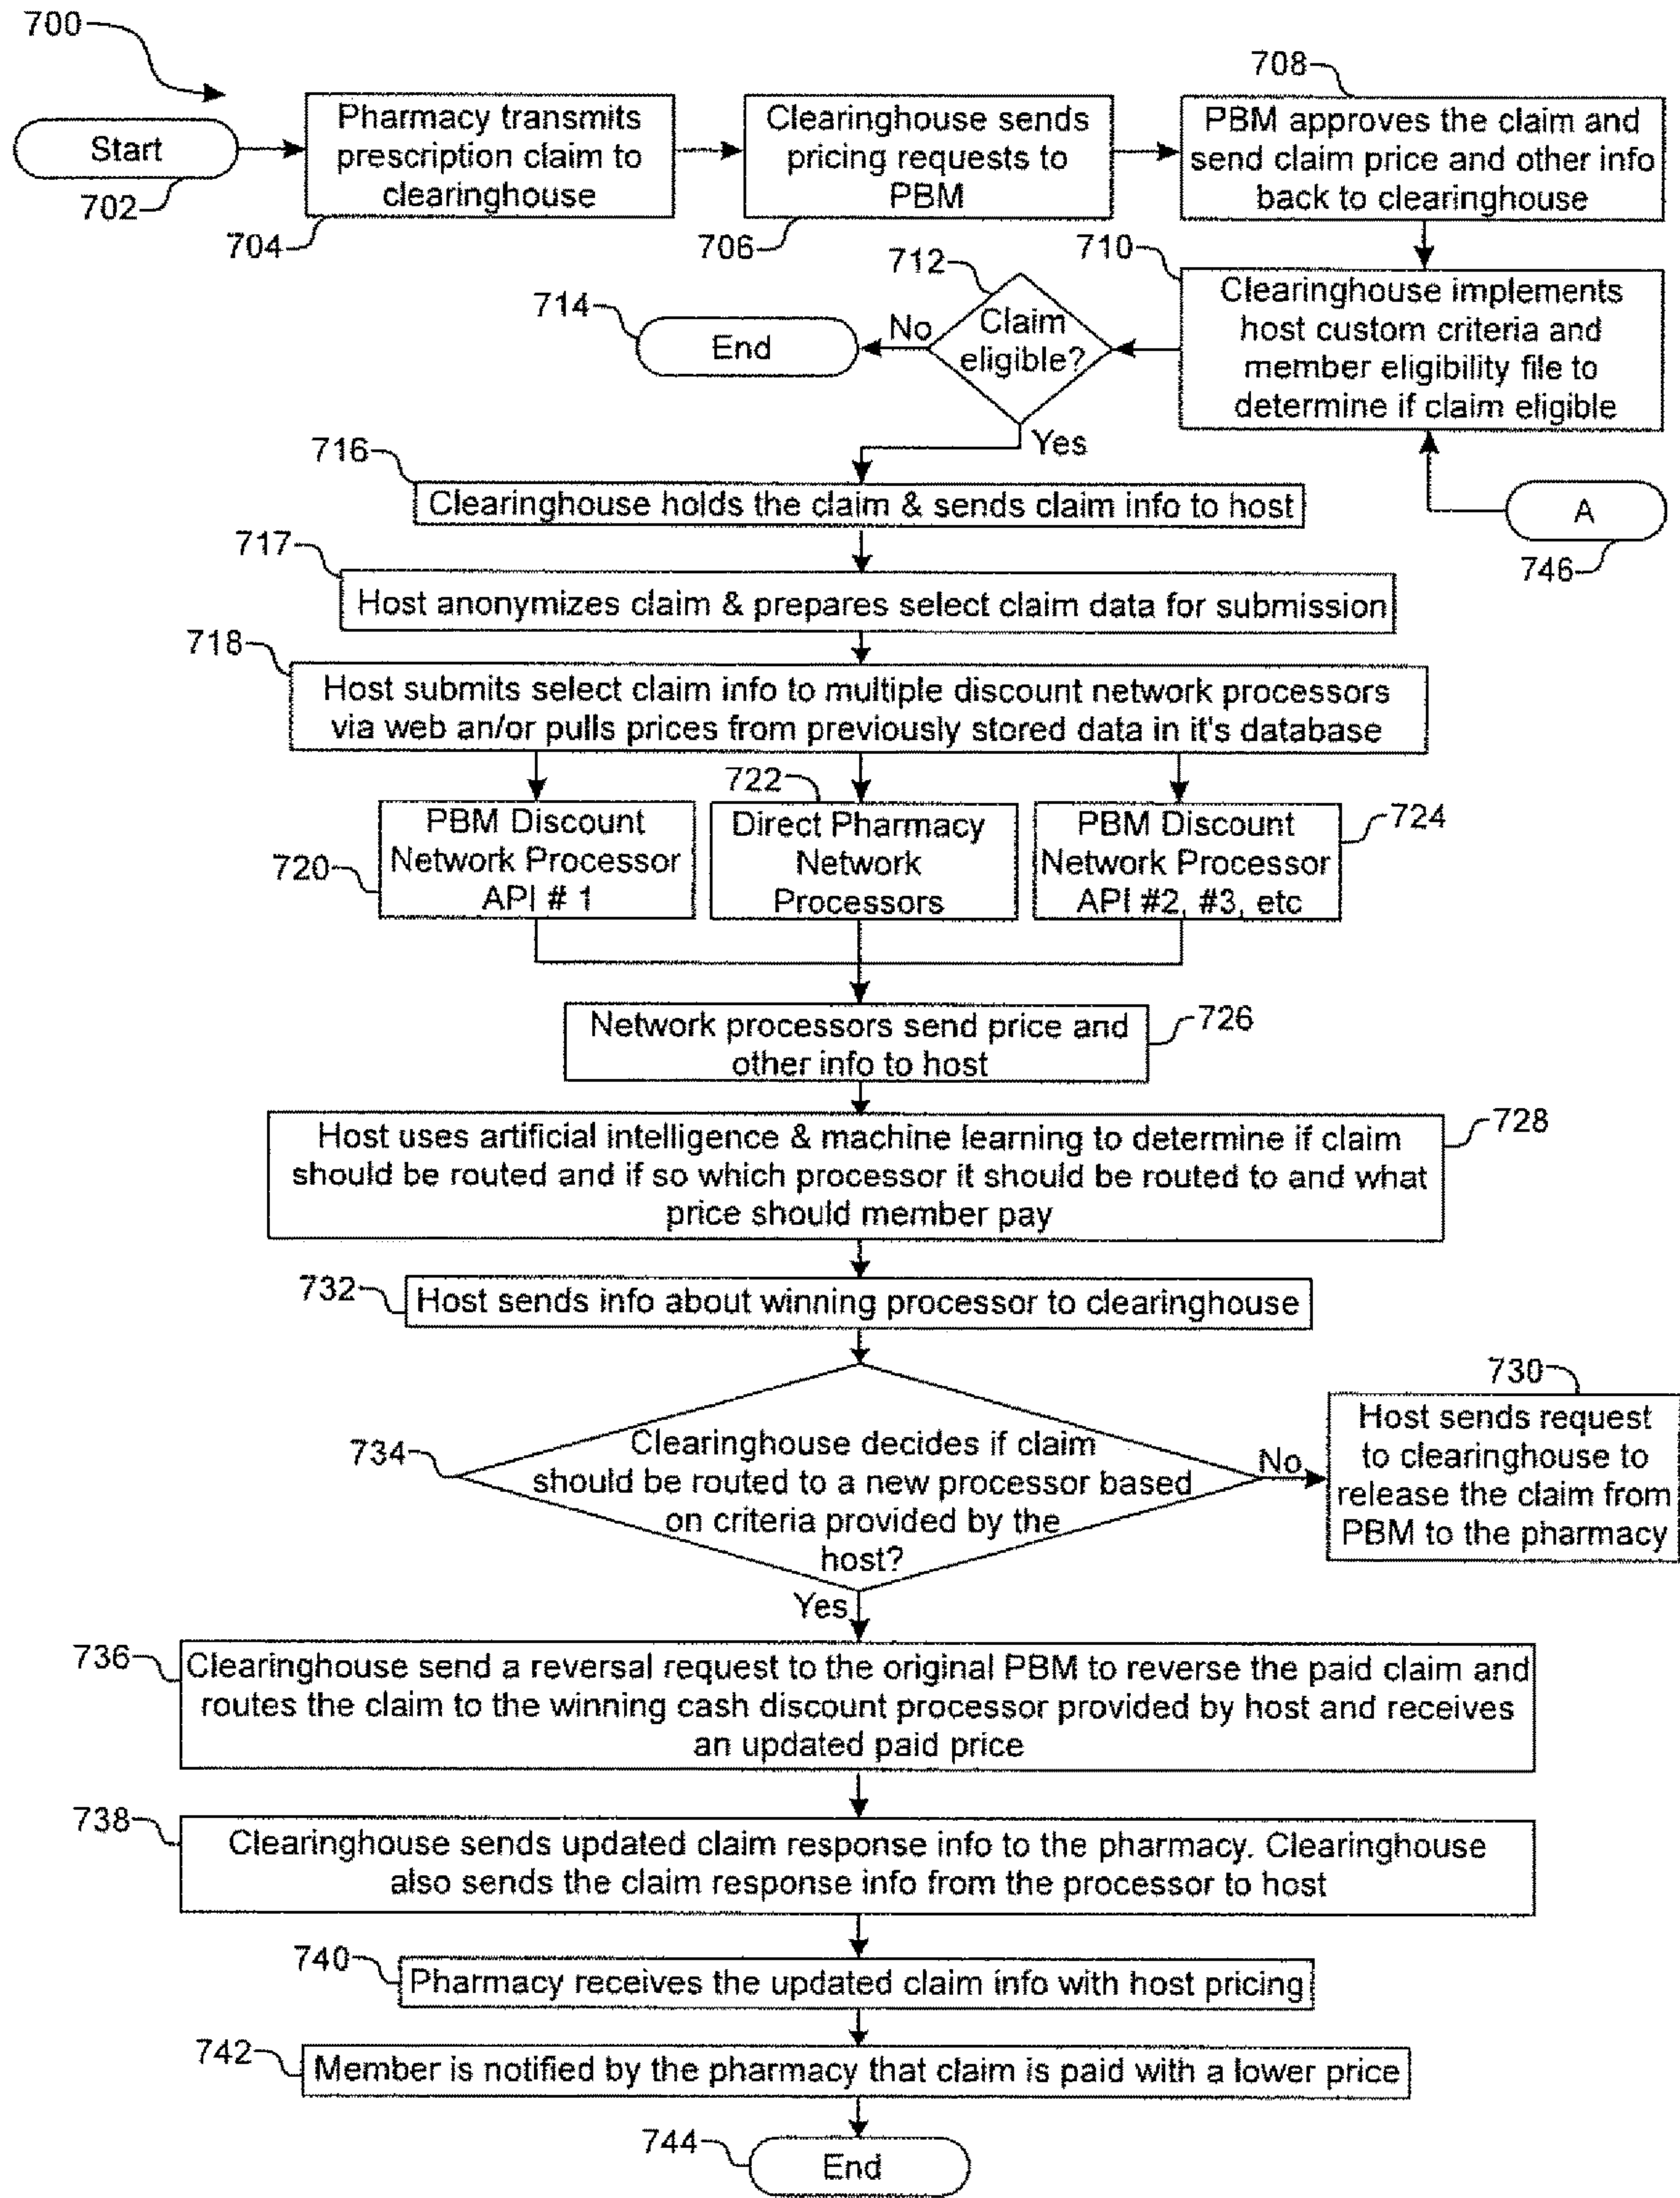 700
Start
702
Pharmacy transmits
prescription claim to
clearinghouse
704
Clearinghouse sends
pricing requests to
PBM
706
708
PBM approves the claim and
send claim price and other info
back to clearinghouse
710
Clearinghouse implements
host custom criteria and
member eligibility file to
determine if claim eligible
712
Claim
eligible?
No
714
End
Yes
A
746
716
Clearinghouse holds the claim & sends claim info to host
717
Host anonymizes claim & prepares select claim data for submission
718
Host submits select claim info to multiple discount network processors
via web an/or pulls prices from previously stored data in it's database
720
PBM Discount
Network Processor
API # 1
722
Direct Pharmacy
Network
Processors
724
PBM Discount
Network Processor
API #2, #3, etc
726
Network processors send price and
other info to host
728
Host uses artificial intelligence & machine learning to determine if claim
should be routed and if so which processor it should be routed to and what
price should member pay
732
Host sends info about winning processor to clearinghouse
734
Clearinghouse decides if claim
should be routed to a new processor based
on criteria provided by the
host?
No
730
Host sends request
to clearinghouse to
release the claim from
PBM to the pharmacy
Yes
736
Clearinghouse send a reversal request to the original PBM to reverse the paid claim and
routes the claim to the winning cash discount processor provided by host and receives
an updated paid price
738
Clearinghouse sends updated claim response info to the pharmacy. Clearinghouse
also sends the claim response info from the processor to host
740
Pharmacy receives the updated claim info with host pricing
742
Member is notified by the pharmacy that claim is paid with a lower price
744
End